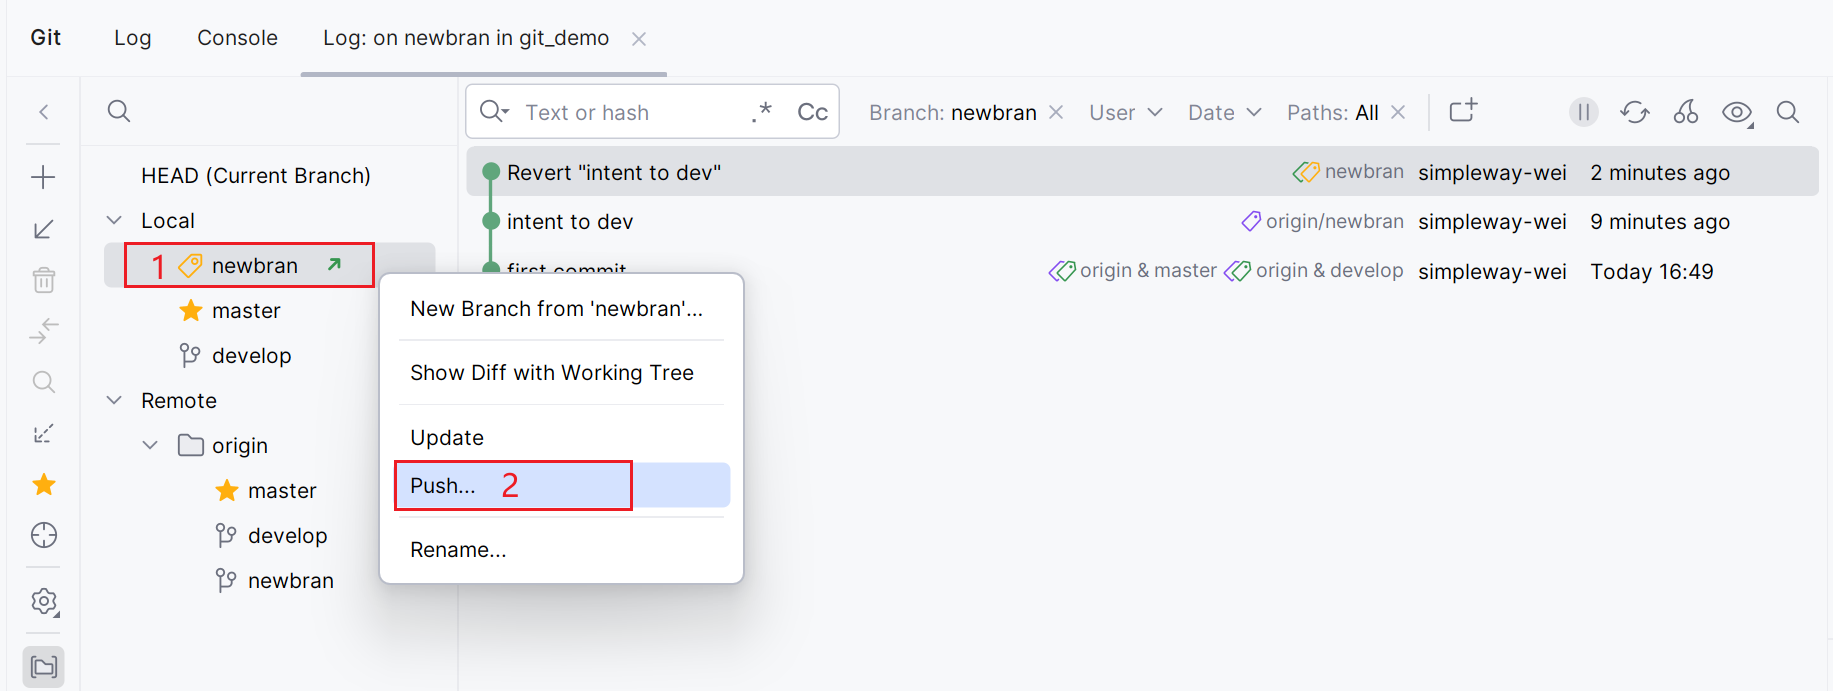 Git Log Console Log: on newbran in git_demo
Text or hash .* Cc Branch: newbran User Date Paths: All
HEAD (Current Branch)
Local
1 newbran
master
develop
Remote
origin
master
develop
newbran
Revert "intent to dev" newbran simpleway-wei 2 minutes ago
intent to dev origin/newbran simpleway-wei 9 minutes ago
first commit origin & master origin & develop simpleway-wei Today 16:49
New Branch from 'newbran'...
Show Diff with Working Tree
Update
Push... 2
Rename...